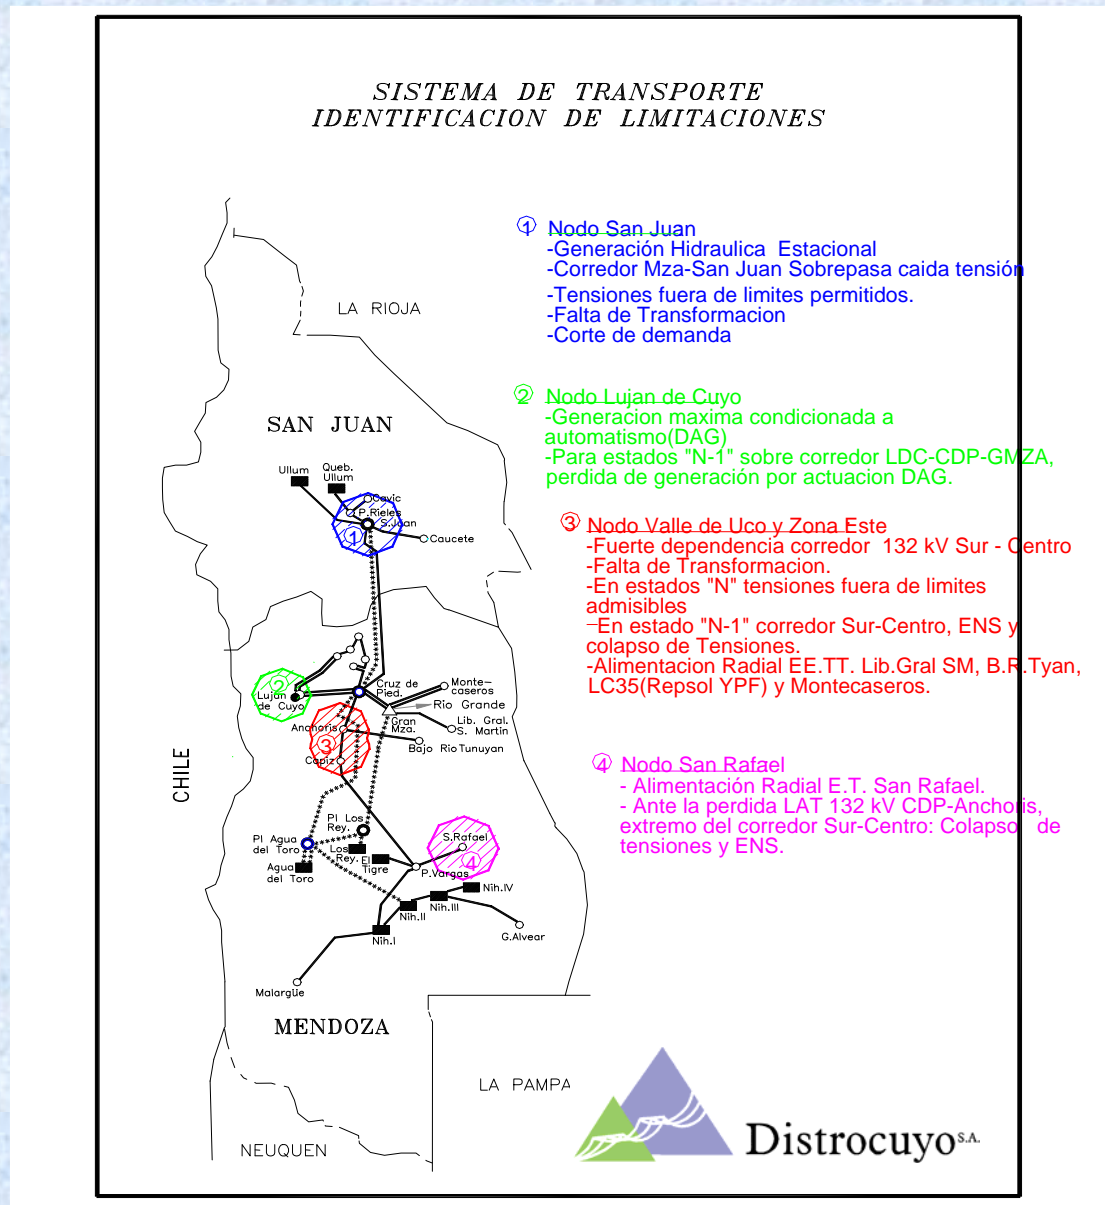 SISTEMA DE TRANSPORTE
IDENTIFICACION DE LIMITACIONES
1 Nodo San Juan
-Generación Hidraulica Estacional
-Corredor Mza-San Juan Sobrepasa caida tensión
-Tensiones fuera de limites permitidos.
-Falta de Transformacion
-Corte de demanda
2 Nodo Lujan de Cuyo
-Generacion maxima condicionada a
automatismo(DAG)
-Para estados "N-1" sobre corredor LDC-CDP-GMZA,
perdida de generación por actuacion DAG.
3 Nodo Valle de Uco y Zona Este
-Fuerte dependencia corredor 132 kV Sur - Centro
-Falta de Transformacion.
-En estados "N" tensiones fuera de limites
admisibles
-En estado "N-1" corredor Sur-Centro, ENS y
colapso de Tensiones.
-Alimentacion Radial EE.TT. Lib.Gral SM, B.R.Tyan,
LC35(Repsol YPF) y Montecaseros.
4 Nodo San Rafael
- Alimentación Radial E.T. San Rafael.
- Ante la perdida LAT 132 kV CDP-Anchoris,
extremo del corredor Sur-Centro: Colapso de
tensiones y ENS.
LA RIOJA
SAN JUAN
Ullum
Queb.
Ullum
Cavic
P.Rieles
S.Juan
1
Caucete
2
Lujan
de Cuyo
Cruz de
Pied.
Monte-
caseros
Rio Grande
Gran
Mza.
Lib. Gral.
S. Martin
Anchoris
Bajo Rio Tunuyan
3
Capiz
CHILE
PI Los
Rey.
PI Agua
del Toro
Los
Rey.
El
Tigre
Agua
del Toro
S.Rafael
4
P.Vargas
Nih.IV
Nih.III
Nih.II
Nih.I
G.Alvear
Malargüe
MENDOZA
LA PAMPA
NEUQUEN
Distrocuyo S.A.